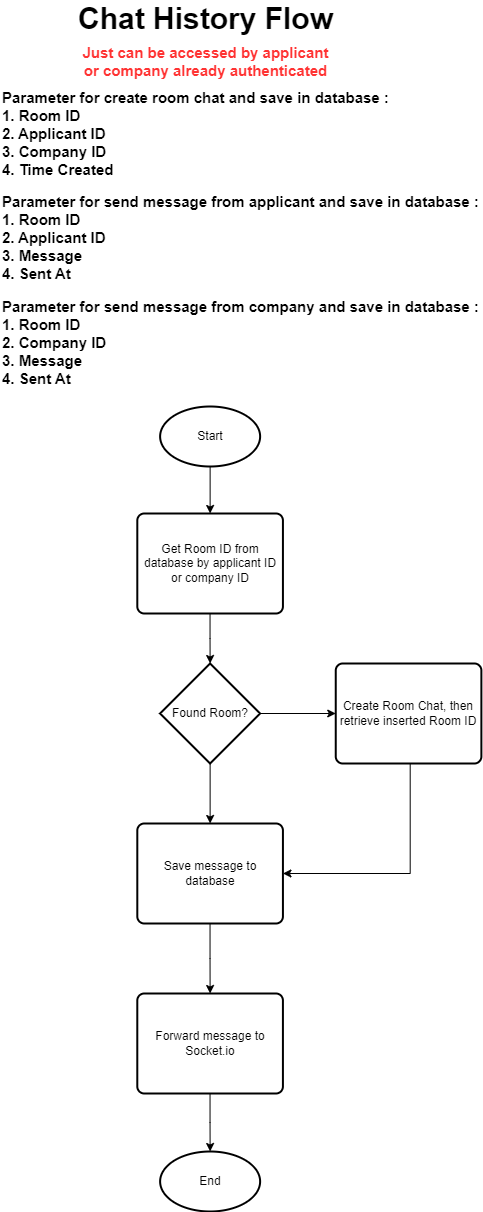 Chat History Flow
Just can be accessed by applicant
or company already authenticated
Parameter for create room chat and save in database :
1. Room ID
2. Applicant ID
3. Company ID
4. Time Created
Parameter for send message from applicant and save in database :
1. Room ID
2. Applicant ID
3. Message
4. Sent At
Parameter for send message from company and save in database :
1. Room ID
2. Company ID
3. Message
4. Sent At
Start
Get Room ID from
database by applicant ID
or company ID
Found Room?
Create Room Chat, then
retrieve inserted Room ID
Save message to
database
Forward message to
Socket.io
End